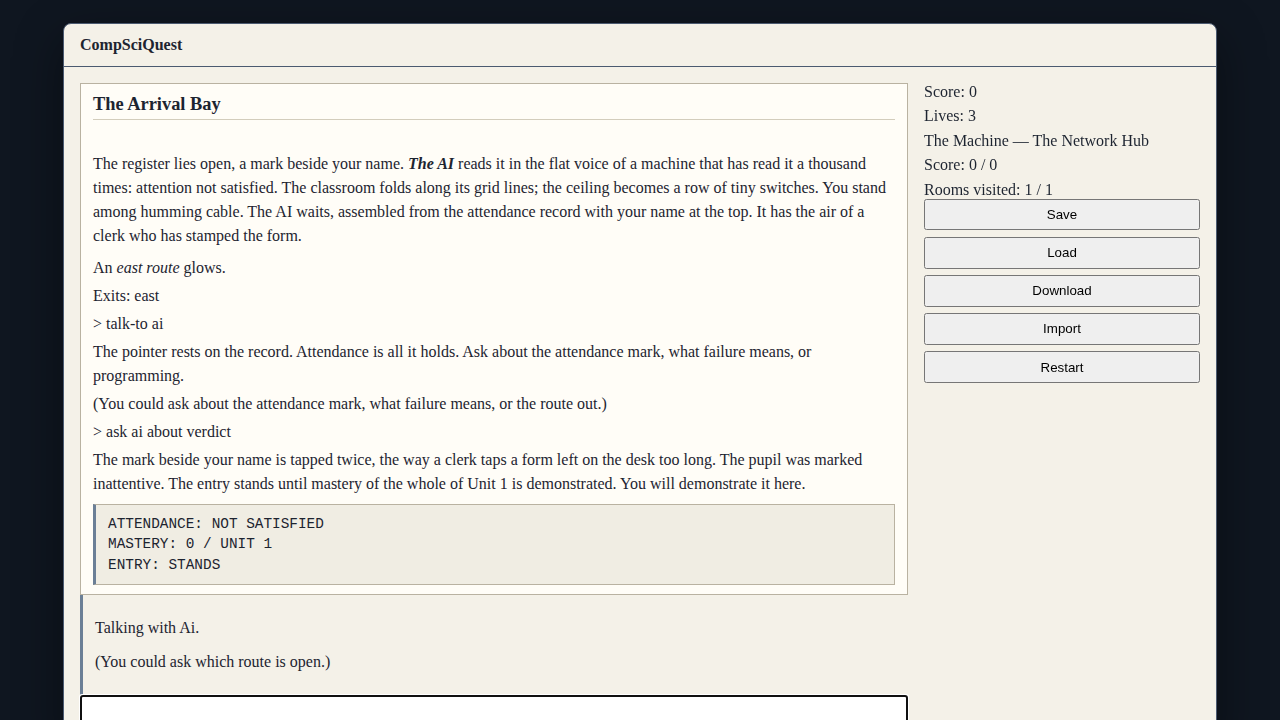 CompSciQuest
The Arrival Bay
The register lies open, a mark beside your name. The AI reads it in the flat voice of a machine that has read it a thousand
times: attention not satisfied. The classroom folds along its grid lines; the ceiling becomes a row of tiny switches. You stand
among humming cable. The AI waits, assembled from the attendance record with your name at the top. It has the air of a
clerk who has stamped the form.
An east route glows.
Exits: east
> talk-to ai
The pointer rests on the record. Attendance is all it holds. Ask about the attendance mark, what failure means, or
programming.
(You could ask about the attendance mark, what failure means, or the route out.)
> ask ai about verdict
The mark beside your name is tapped twice, the way a clerk taps a form left on the desk too long. The pupil was marked
inattentive. The entry stands until mastery of the whole of Unit 1 is demonstrated. You will demonstrate it here.
ATTENDANCE: NOT SATISFIED
MASTERY: 0 / UNIT 1
ENTRY: STANDS
Talking with Ai.
(You could ask which route is open.)
Score: 0
Lives: 3
The Machine — The Network Hub
Score: 0 / 0
Rooms visited: 1 / 1
Save
Load
Download
Import
Restart